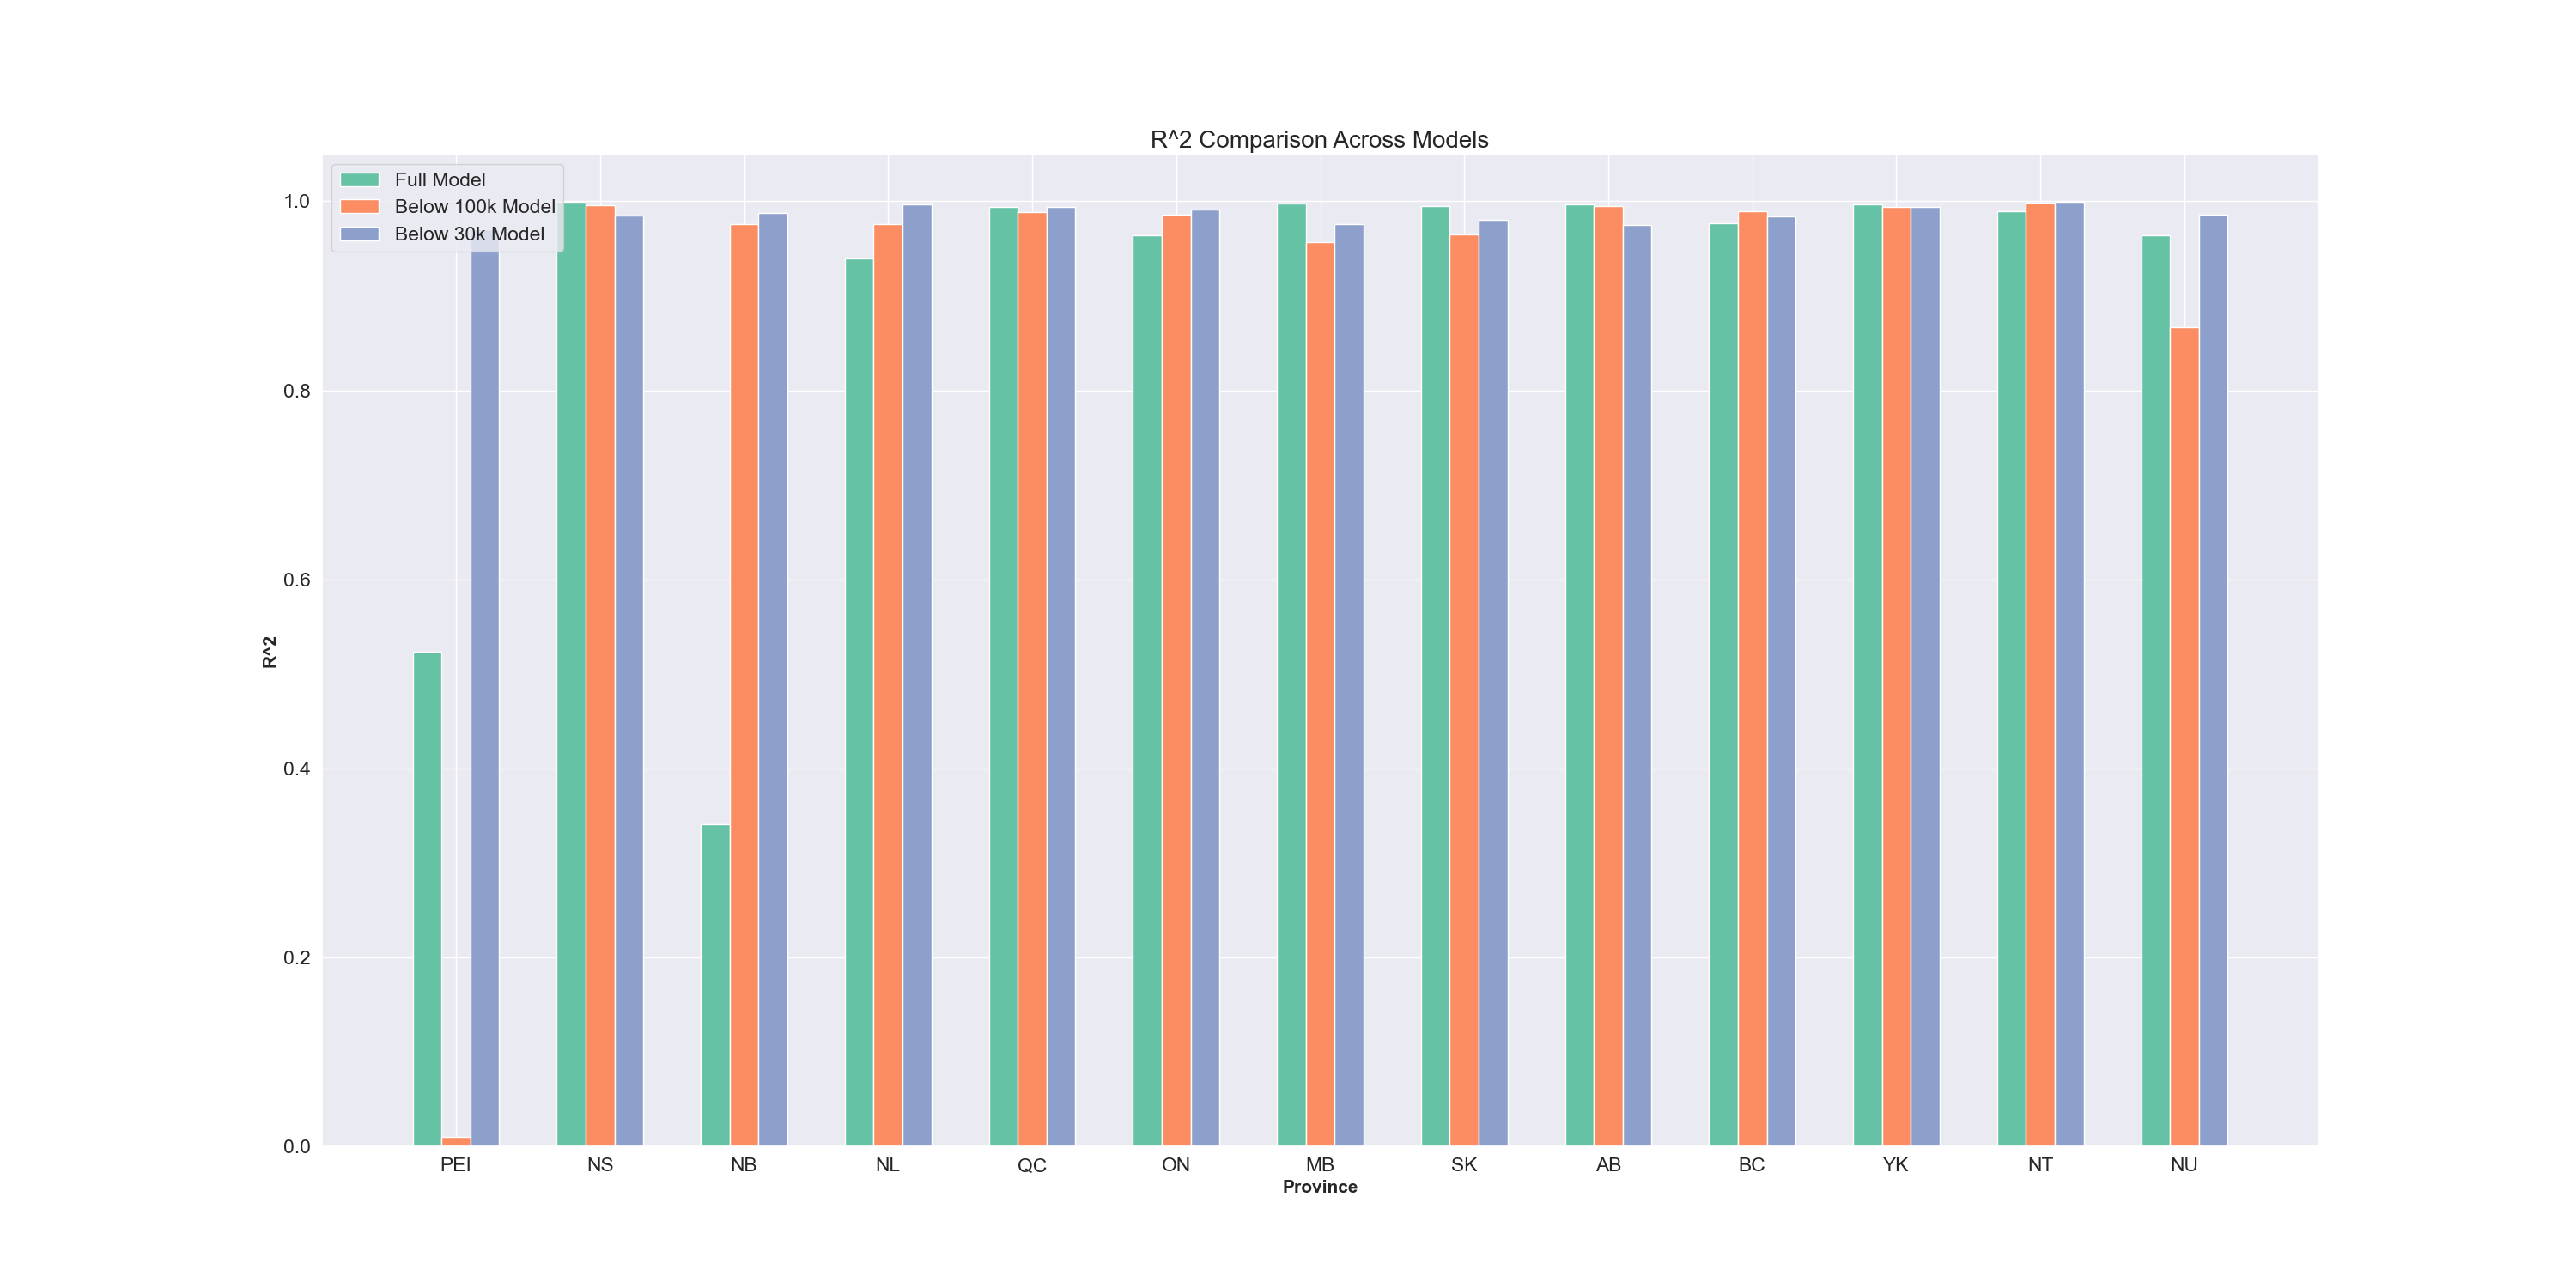 R^2 Comparison Across Models
Full Model
Below 100k Model
Below 30k Model
1.0
0.8
0.6
0.4
0.2
0.0
R^2
PEI NS NB NL QC ON MB SK AB BC YK NT NU
Province